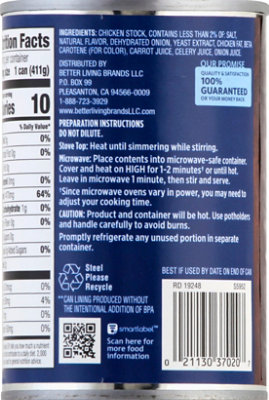 rition Facts
per container
size 1 can (411g)
ories 10
% Daily Value*
0%
0%
0%
64%
ydrate 1g 0%
0%
Added Sugars 0%
0%
0%
4%
0%
0%
INGREDIENTS: CHICKEN STOCK, CONTAINS LESS THAN 2% OF: SALT,
NATURAL FLAVOR, DEHYDRATED ONION, YEAST EXTRACT, CHICKEN FAT, BETA
CAROTENE (FOR COLOR), CARROT JUICE, CELERY JUICE, ONION JUICE.
DISTRIBUTED BY
BETTER LIVING BRANDS LLC
P.O. BOX 99
PLEASANTON, CA 94566-0009
1-888-723-3929
www.betterlivingbrandsLLC.com
OUR PROMISE
QUALITY & SATISFACTION
100%
GUARANTEED
OR YOUR MONEY BACK
PREPARATION INSTRUCTIONS
DO NOT DILUTE.
Stove Top: Heat until simmering while stirring.
Microwave: Place contents into microwave-safe container.
Cover and heat on HIGH for 1-2 minutes† or until hot.
Leave in microwave 1 minute, then stir and serve.
†Since microwave ovens vary in power, you may need to
adjust your cooking time.
CAUTION: Product and container will be hot. Use potholders
and handle carefully to avoid burns.
Promptly refrigerate any unused portion in separate
container.
Steel
Please
Recycle
**CAN LINING PRODUCED WITHOUT
THE INTENTIONAL ADDITION OF BPA
smartlabel™
Scan here for
more food
information
BEST IF USED BY DATE ON END OF CAN
RD 19248
0 21130 37020 7